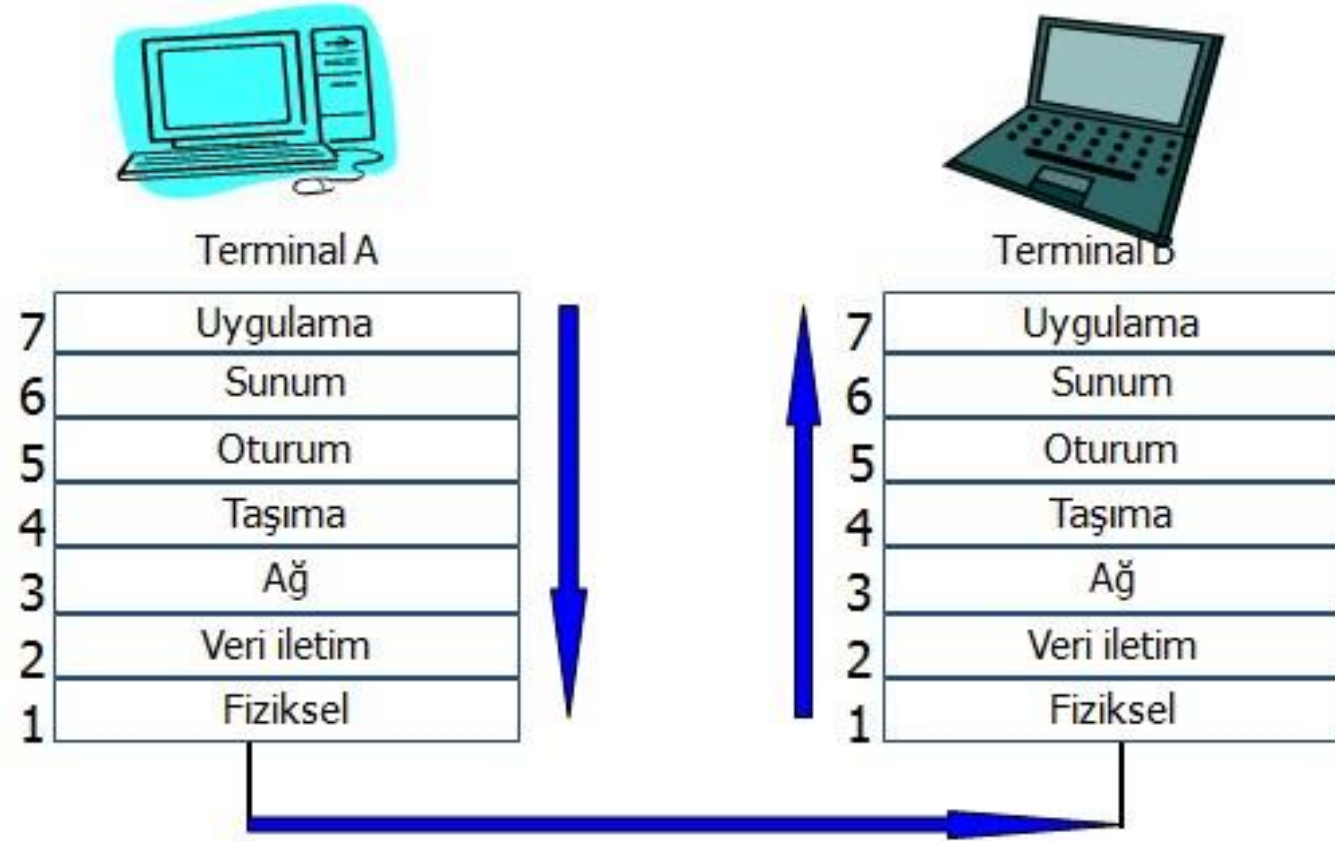 Terminal A
7 Uygulama
6 Sunum
5 Oturum
4 Taşıma
3 Ağ
2 Veri iletim
1 Fiziksel
Terminal B
7 Uygulama
6 Sunum
5 Oturum
4 Taşıma
3 Ağ
2 Veri iletim
1 Fiziksel